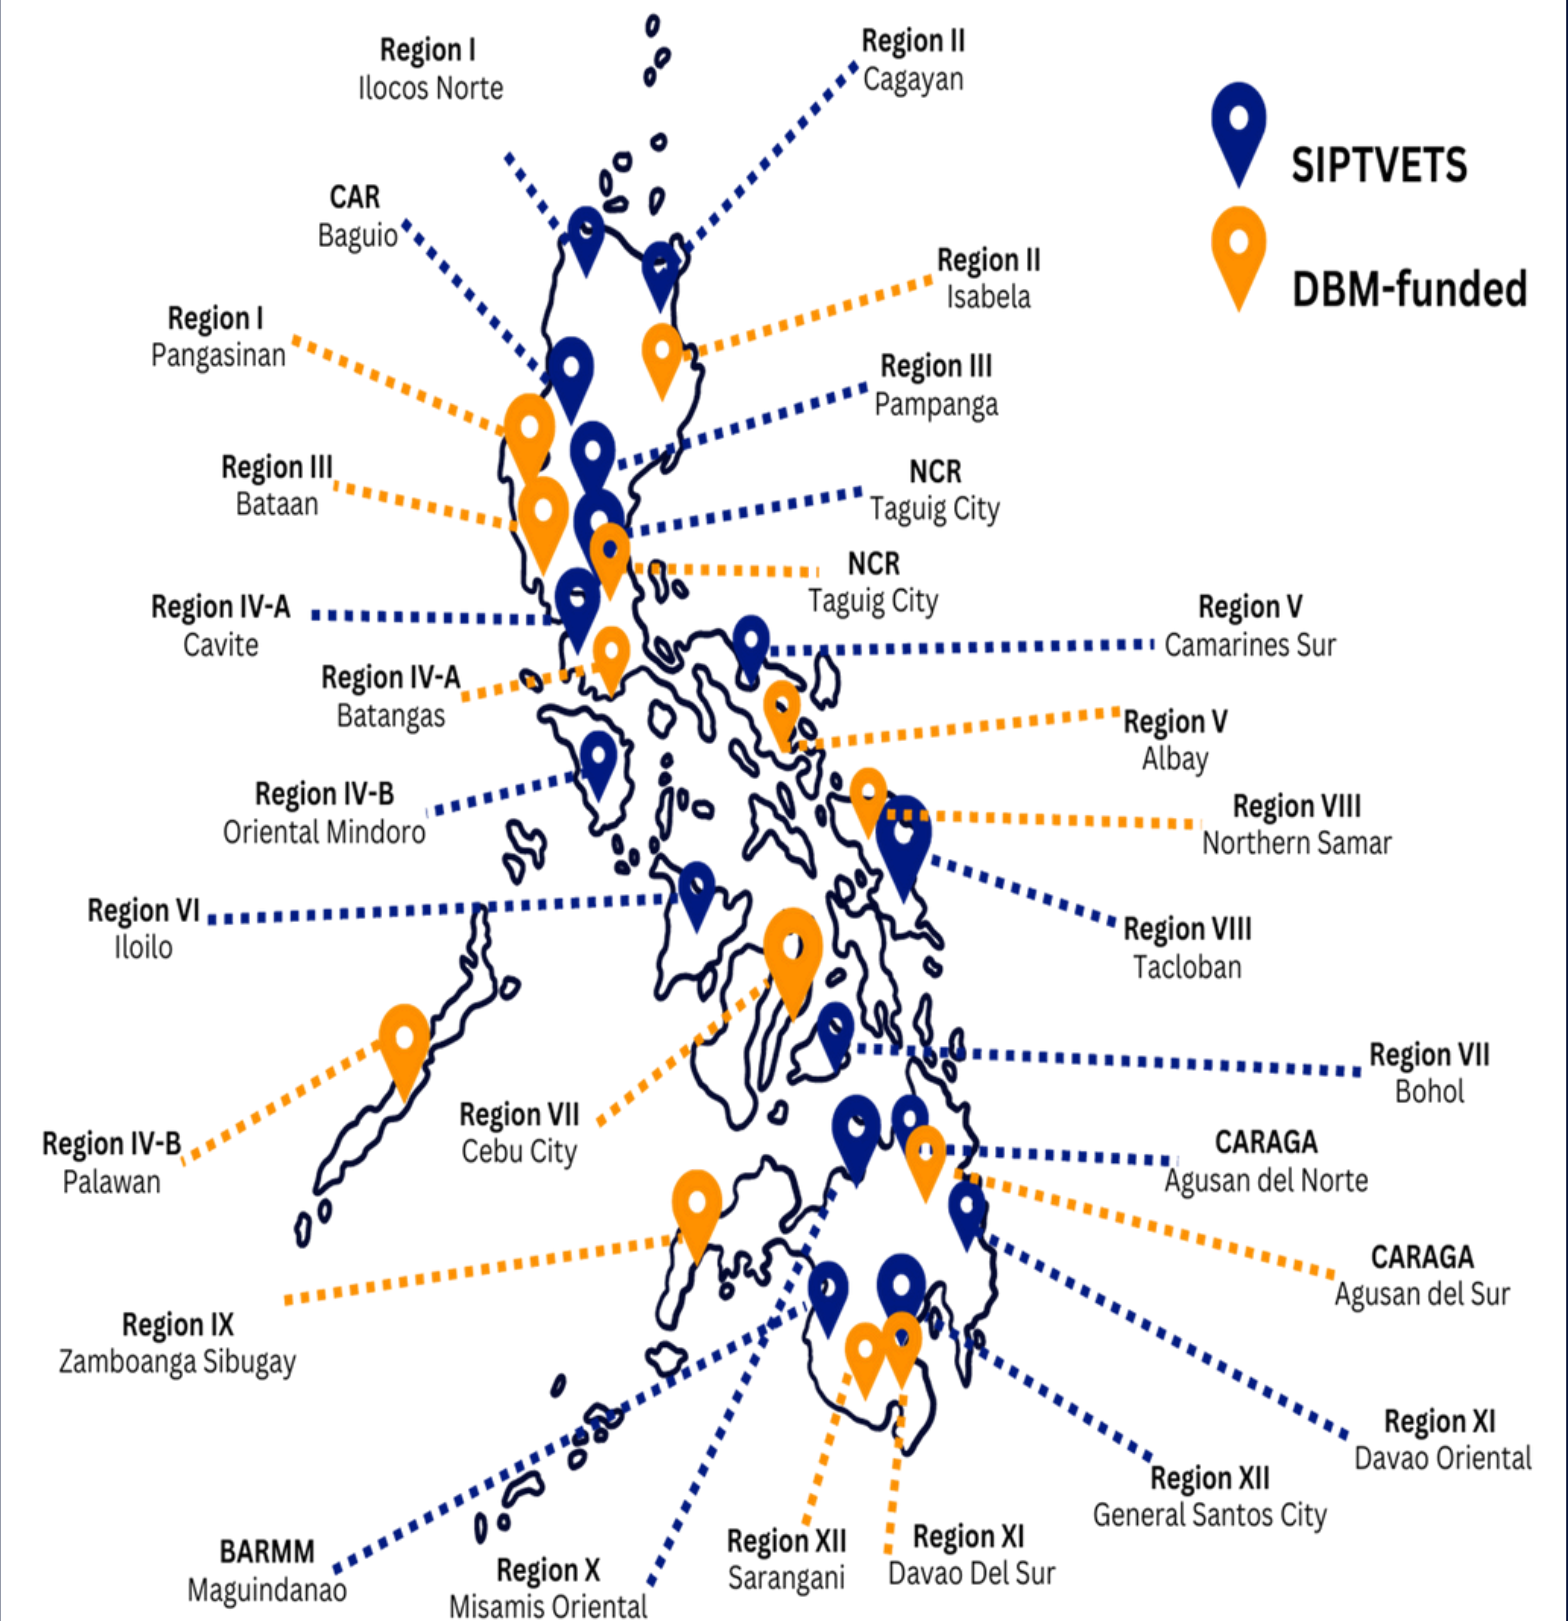 Region I
Ilocos Norte
Region II
Cagayan
SIPTVETS
DBM-funded
CAR
Baguio
Region II
Isabela
Region I
Pangasinan
Region III
Pampanga
Region III
Bataan
NCR
Taguig City
NCR
Taguig City
Region IV-A
Cavite
Region V
Camarines Sur
Region IV-A
Batangas
Region V
Albay
Region IV-B
Oriental Mindoro
Region VIII
Northern Samar
Region VI
Iloilo
Region VIII
Tacloban
Region VII
Bohol
Region IV-B
Palawan
Region VII
Cebu City
CARAGA
Agusan del Norte
CARAGA
Agusan del Sur
Region IX
Zamboanga Sibugay
Region XI
Davao Oriental
Region XII
General Santos City
BARMM
Maguindanao
Region X
Misamis Oriental
Region XII
Sarangani
Region XI
Davao Del Sur